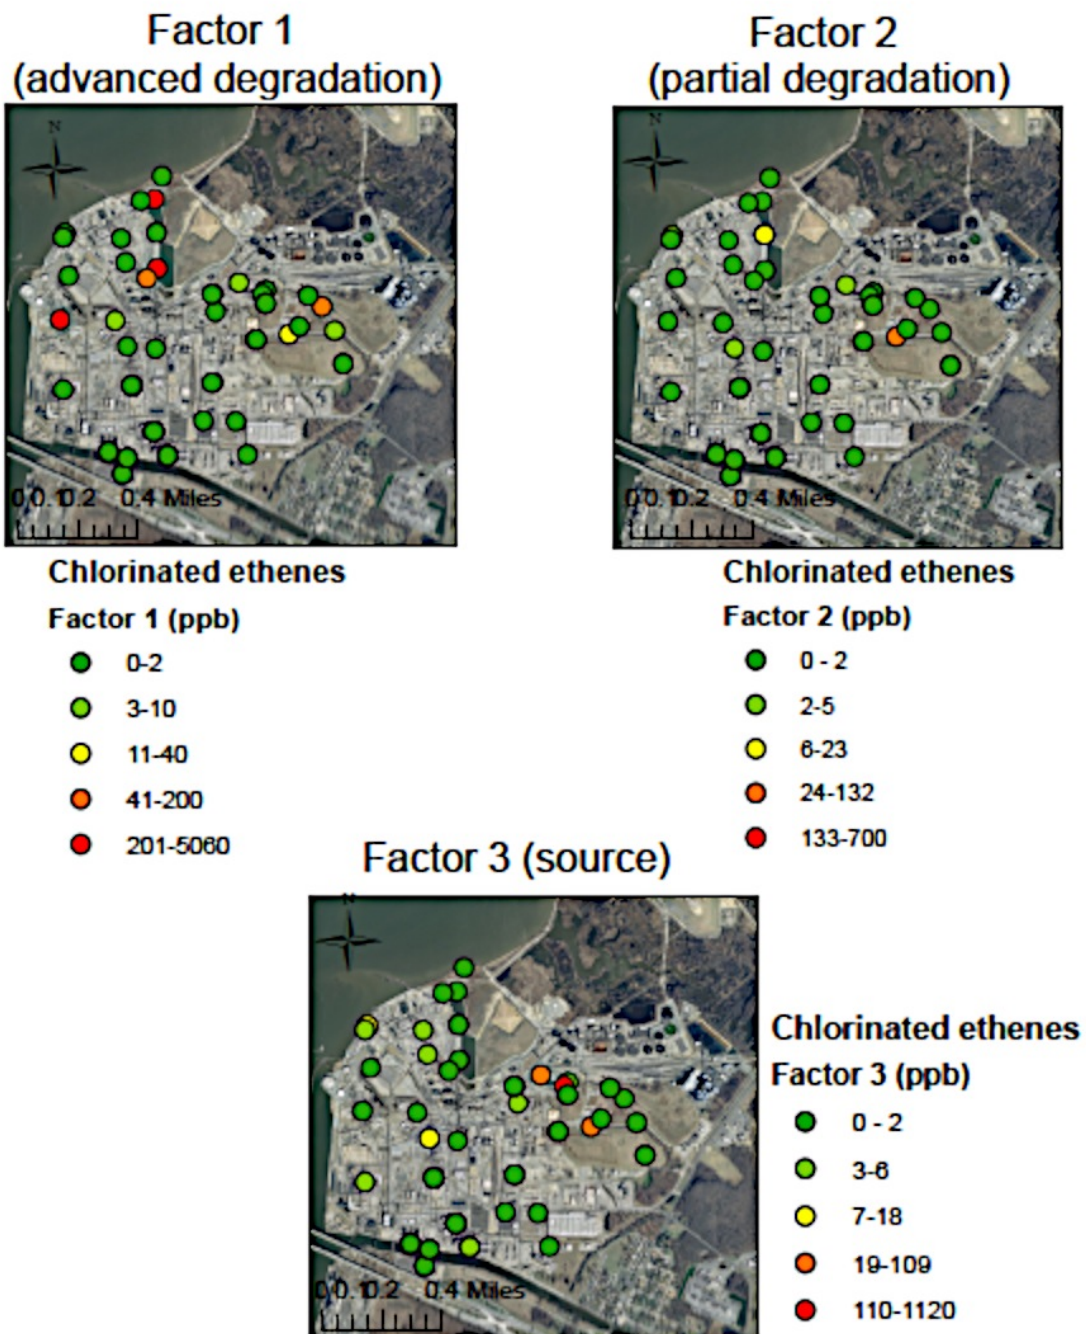 Factor 1
(advanced degradation)
Factor 2
(partial degradation)
N
N
0 0.1 0.2 0.4 Miles
0 0.1 0.2 0.4 Miles
Chlorinated ethenes
Factor 1 (ppb)
0-2
3-10
11-40
41-200
201-5060
Chlorinated ethenes
Factor 2 (ppb)
0 - 2
2-5
6-23
24-132
133-700
Factor 3 (source)
N
0 0.1 0.2 0.4 Miles
Chlorinated ethenes
Factor 3 (ppb)
0 - 2
3-6
7-18
19-109
110-1120